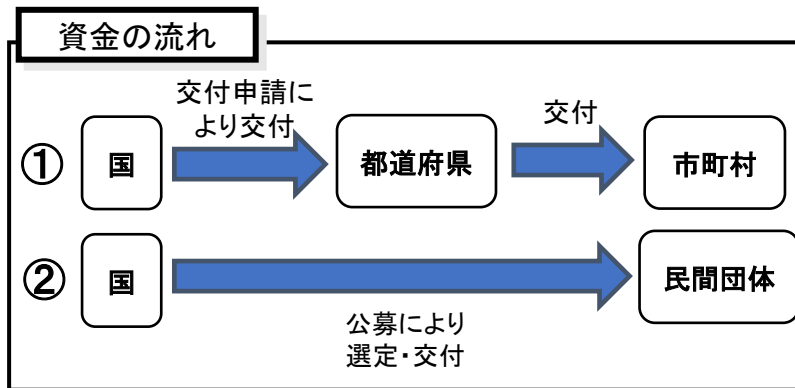 資金の流れ
交付申請に
より交付
交付
①
国
都道府県
市町村
②
国
民間団体
公募により
選定・交付